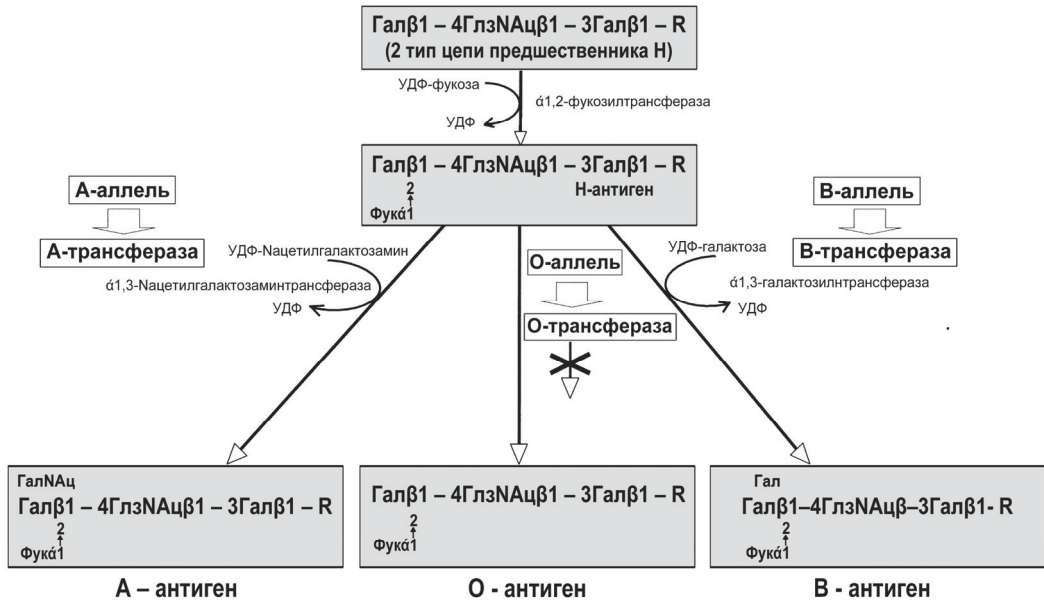 Галβ1 – 4ГлзNАцβ1 – 3Галβ1 – R
(2 тип цепи предшественника Н)
УДФ-фукоза
ά1,2-фукозилтрансфераза
УДФ
Галβ1 – 4ГлзNАцβ1 – 3Галβ1 – R
2
Н-антиген
Фукά1
А-аллель
А-трансфераза
В-аллель
В-трансфераза
УДФ-Nацетилгалактозамин
ά1,3-Nацетилгалактозаминтрансфераза
УДФ
О-аллель
О-трансфераза
УДФ-галактоза
ά1,3-галактозилнтрансфераза
УДФ
ГалNАц
Галβ1 – 4ГлзNАцβ1 – 3Галβ1 – R
2
Фукά1
А – антиген
Галβ1 – 4ГлзNАцβ1 – 3Галβ1 – R
2
Фукά1
О - антиген
Гал
Галβ1–4ГлзNАцβ–3Галβ1- R
2
Фукά1
В - антиген